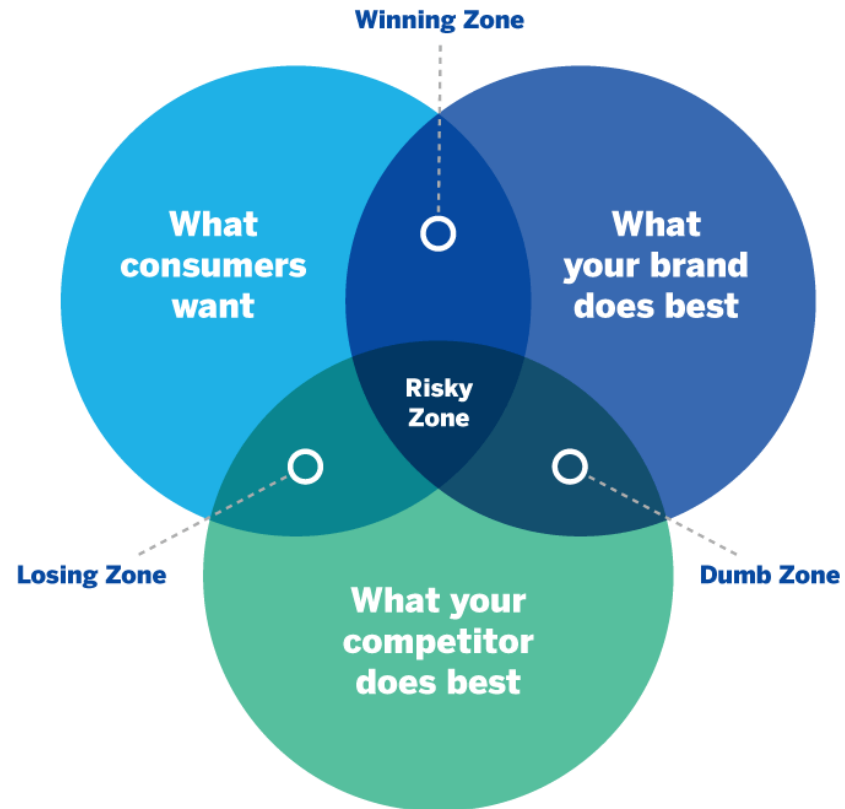 Winning Zone
What
consumers
want
What
your brand
does best
Risky
Zone
Losing Zone
Dumb Zone
What your
competitor
does best